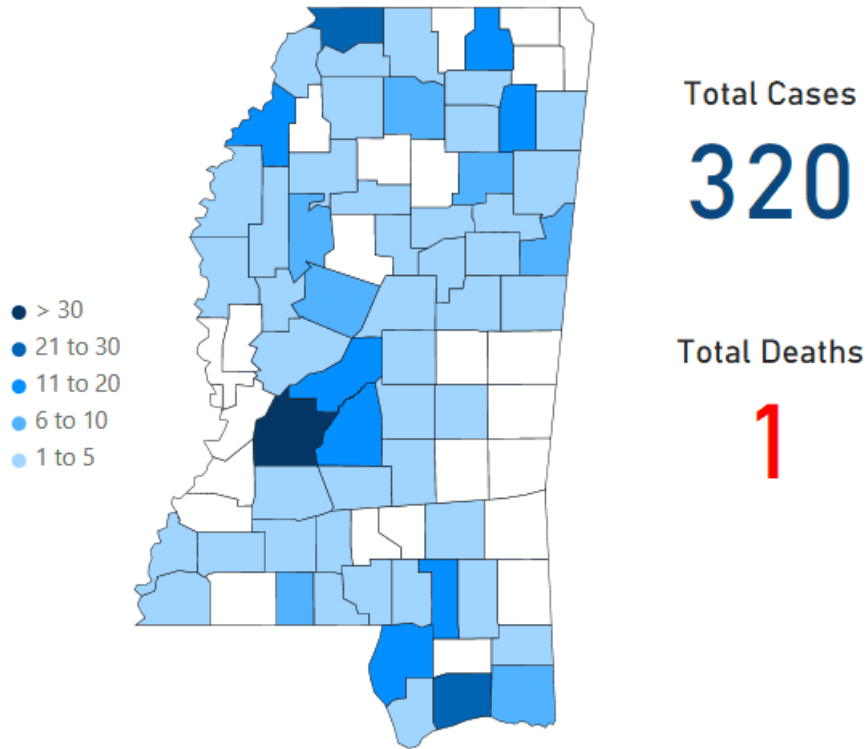 Total Cases
320
> 30
21 to 30
11 to 20
6 to 10
1 to 5
Total Deaths
1